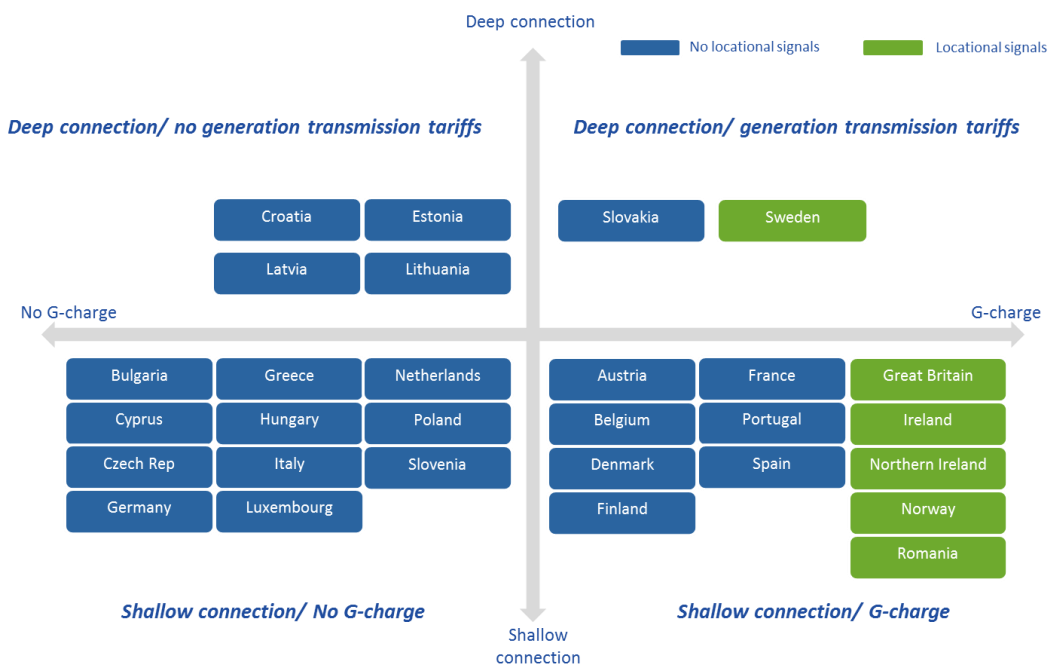 Deep connection
No locational signals
Locational signals
Deep connection/ no generation transmission tariffs
Deep connection/ generation transmission tariffs
Croatia
Estonia
Slovakia
Sweden
Latvia
Lithuania
No G-charge
G-charge
Bulgaria
Greece
Netherlands
Austria
France
Great Britain
Cyprus
Hungary
Poland
Belgium
Portugal
Ireland
Czech Rep
Italy
Slovenia
Denmark
Spain
Northern Ireland
Germany
Luxembourg
Finland
Norway
Romania
Shallow connection/ No G-charge
Shallow connection/ G-charge
Shallow
connection